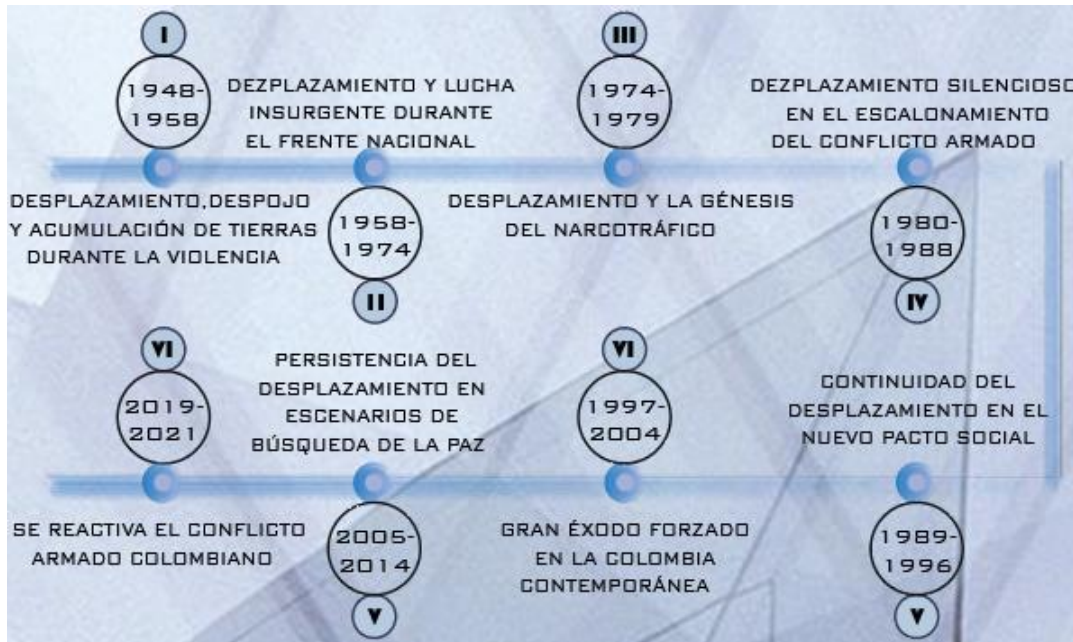 I
1948-
1958
DESPLAZAMIENTO,DESPOJO
Y ACUMULACIÓN DE TIERRAS
DURANTE LA VIOLENCIA
DEZPLAZAMIENTO Y LUCHA
INSURGENTE DURANTE
EL FRENTE NACIONAL
1958-
1974
II
III
1974-
1979
DESPLAZAMIENTO Y LA GÉNESIS
DEL NARCOTRÁFICO
DEZPLAZAMIENTO SILENCIOSO
EN EL ESCALONAMIENTO
DEL CONFLICTO ARMADO
1980-
1988
IV
VI
2019-
2021
SE REACTIVA EL CONFLICTO
ARMADO COLOMBIANO
PERSISTENCIA DEL
DESPLAZAMIENTO EN
ESCENARIOS DE
BÚSQUEDA DE LA PAZ
2005-
2014
V
VI
1997-
2004
GRAN ÉXODO FORZADO
EN LA COLOMBIA
CONTEMPORÁNEA
CONTINUIDAD DEL
DESPLAZAMIENTO EN EL
NUEVO PACTO SOCIAL
1989-
1996
V